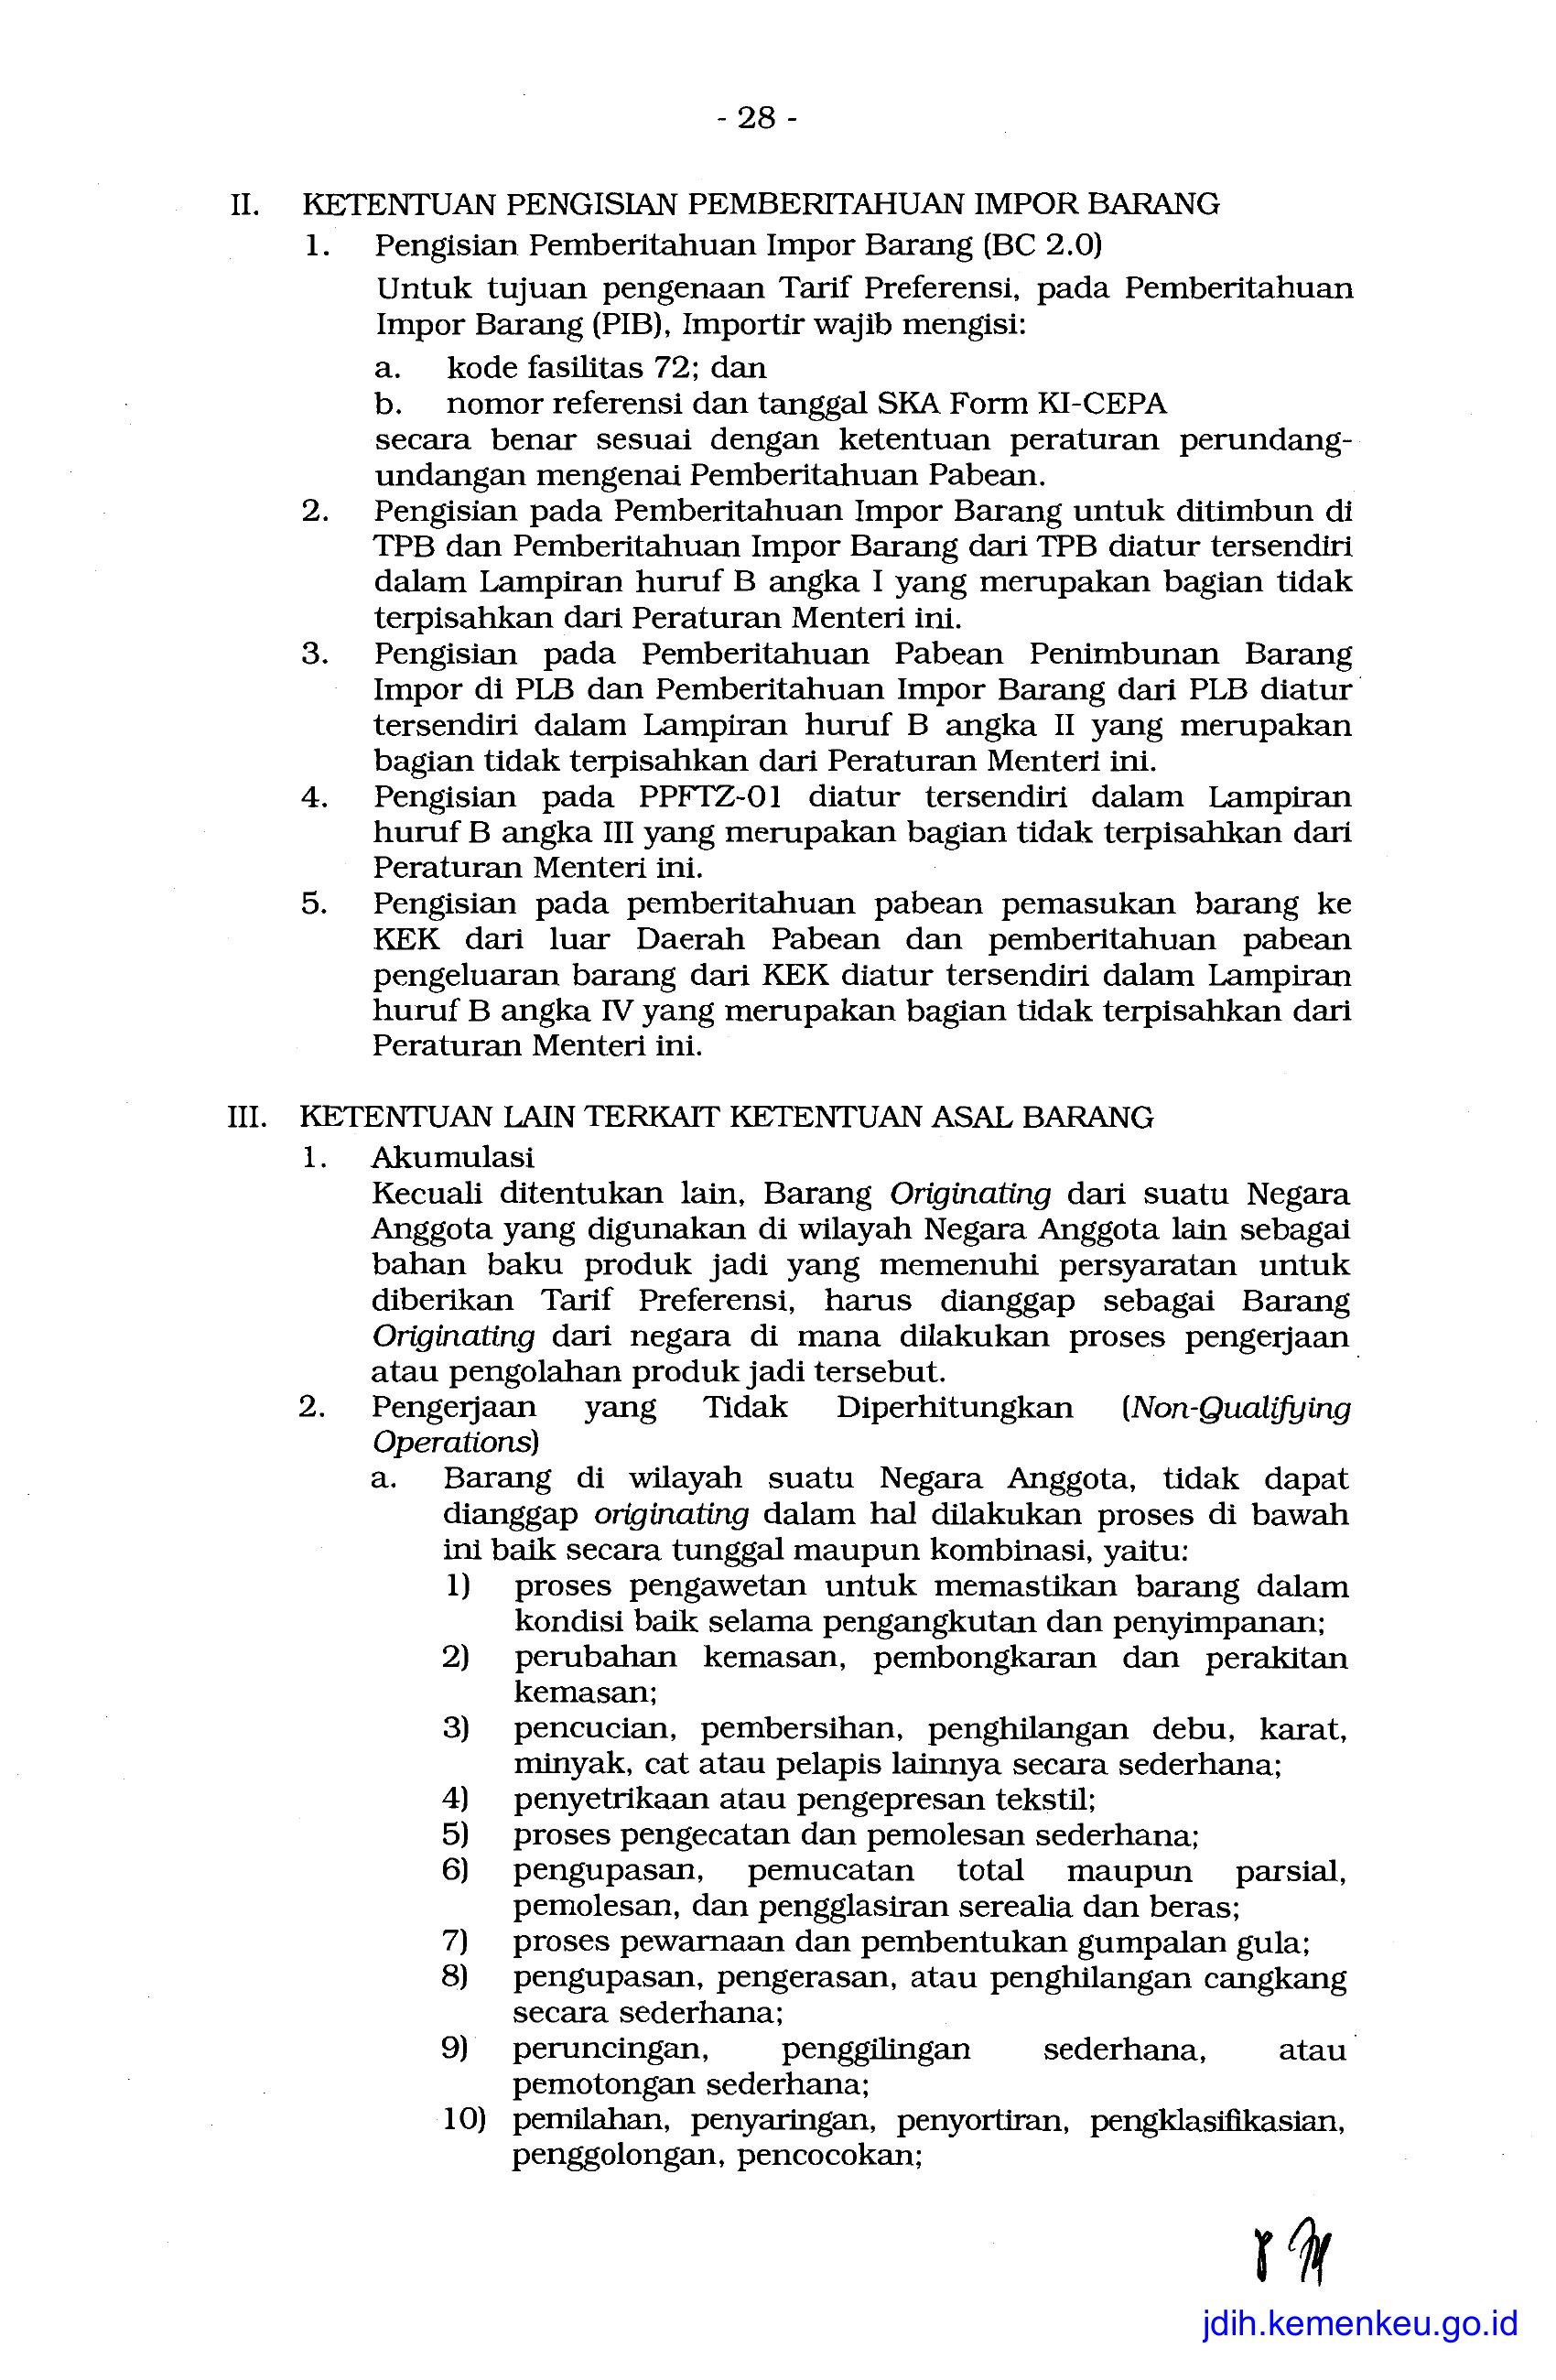 - 28 -
II. KETENTUAN PENGISIAN PEMBERITAHUAN IMPOR BARANG
1. Pengisian Pemberitahuan Impor Barang (BC 2.0)
Untuk tujuan pengenaan Tarif Preferensi, pada Pemberitahuan
Impor Barang (PIB), Importir wajib mengisi:
a. kode fasilitas 72; dan
b. nomor referensi dan tanggal SKA Form KI-CEPA
secara benar sesuai dengan ketentuan peraturan perundang-
undangan mengenai Pemberitahuan Pabean.
2. Pengisian pada Pemberitahuan Impor Barang untuk ditimbun di
TPB dan Pemberitahuan Impor Barang dari TPB diatur tersendiri
dalam Lampiran huruf B angka I yang merupakan bagian tidak
terpisahkan dari Peraturan Menteri ini.
3. Pengisian pada Pemberitahuan Pabean Penimbunan Barang
Impor di PLB dan Pemberitahuan Impor Barang dari PLB diatur
tersendiri dalam Lampiran huruf B angka II yang merupakan
bagian tidak terpisahkan dari Peraturan Menteri ini.
4. Pengisian pada PPFTZ-01 diatur tersendiri dalam Lampiran
huruf B angka III yang merupakan bagian tidak terpisahkan dari
Peraturan Menteri ini.
5. Pengisian pada pemberitahuan pabean pemasukan barang ke
KEK dari luar Daerah Pabean dan pemberitahuan pabean
pengeluaran barang dari KEK diatur tersendiri dalam Lampiran
huruf B angka IV yang merupakan bagian tidak terpisahkan dari
Peraturan Menteri ini.
III. KETENTUAN LAIN TERKAIT KETENTUAN ASAL BARANG
1. Akumulasi
Kecuali ditentukan lain, Barang Originating dari suatu Negara
Anggota yang digunakan di wilayah Negara Anggota lain sebagai
bahan baku produk jadi yang memenuhi persyaratan untuk
diberikan Tarif Preferensi, harus dianggap sebagai Barang
Originating dari negara di mana dilakukan proses pengerjaan
atau pengolahan produk jadi tersebut.
2. Pengerjaan yang Tidak Diperhitungkan (Non-Qualifying
Operations)
a. Barang di wilayah suatu Negara Anggota, tidak dapat
dianggap originating dalam hal dilakukan proses di bawah
ini baik secara tunggal maupun kombinasi, yaitu:
1) proses pengawetan untuk memastikan barang dalam
kondisi baik selama pengangkutan dan penyimpanan;
2) perubahan kemasan, pembongkaran dan perakitan
kemasan;
3) pencucian, pembersihan, penghilangan debu, karat,
minyak, cat atau pelapis lainnya secara sederhana;
4) penyetrikaan atau pengepresan tekstil;
5) proses pengecatan dan pemolesan sederhana;
6) pengupasan, pemucatan total maupun parsial,
pemolesan, dan pengglasiran serealia dan beras;
7) proses pewarnaan dan pembentukan gumpalan gula;
8) pengupasan, pengerasan, atau penghilangan cangkang
secara sederhana;
9) peruncingan, penggilingan sederhana, atau
pemotongan sederhana;
10) pemilahan, penyaringan, penyortiran, pengklasifikasian,
penggolongan, pencocokan;
jdih.kemenkeu.go.id